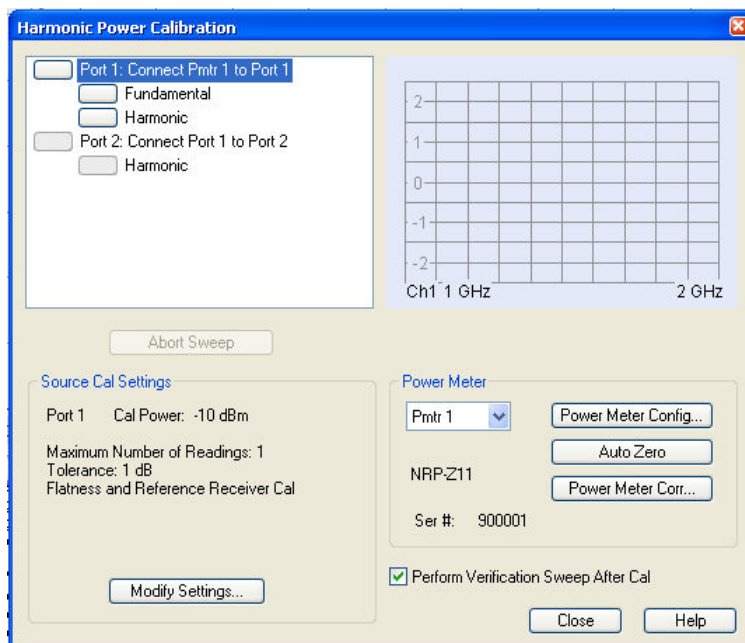 Harmonic Power Calibration
Port 1: Connect Pmtr 1 to Port 1
Fundamental
Harmonic
Port 2: Connect Port 1 to Port 2
Harmonic
2
1
0
-1
-2
Ch1 1 GHz 2 GHz
Abort Sweep
Source Cal Settings
Port 1 Cal Power: -10 dBm
Maximum Number of Readings: 1
Tolerance: 1 dB
Flatness and Reference Receiver Cal
Modify Settings...
Power Meter
Pmtr 1
Power Meter Config...
Auto Zero
NRP-Z11
Power Meter Corr...
Ser #: 900001
Perform Verification Sweep After Cal
Close Help